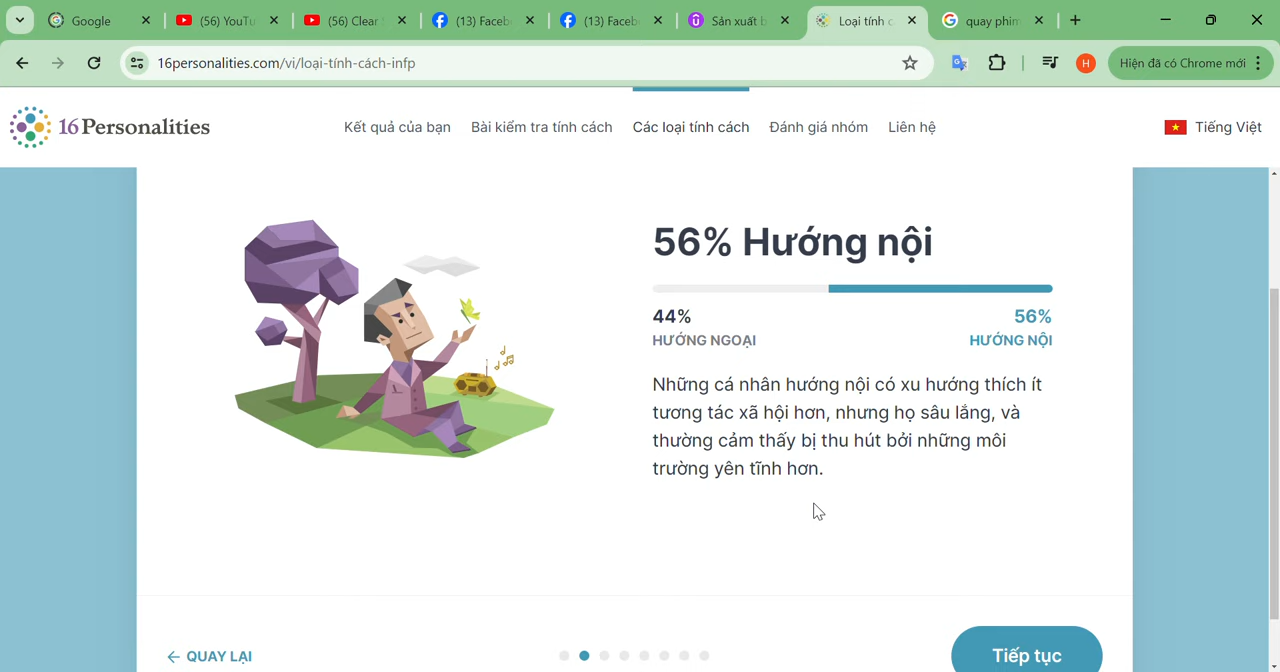 Google
(56) YouTu
(56) Clear
(13) Faceb
(13) Faceb
Sản xuất b
Loại tính c
quay phim
16personalities.com/vi/loại-tính-cách-infp
H
Hiện đã có Chrome mới
16Personalities
Kết quả của bạn
Bài kiểm tra tính cách
Các loại tính cách
Đánh giá nhóm
Liên hệ
Tiếng Việt
56% Hướng nội
44%
56%
HƯỚNG NGOẠI
HƯỚNG NỘI
Những cá nhân hướng nội có xu hướng thích ít
tương tác xã hội hơn, nhưng họ sâu lắng, và
thường cảm thấy bị thu hút bởi những môi
trường yên tĩnh hơn.
QUAY LẠI
Tiếp tục